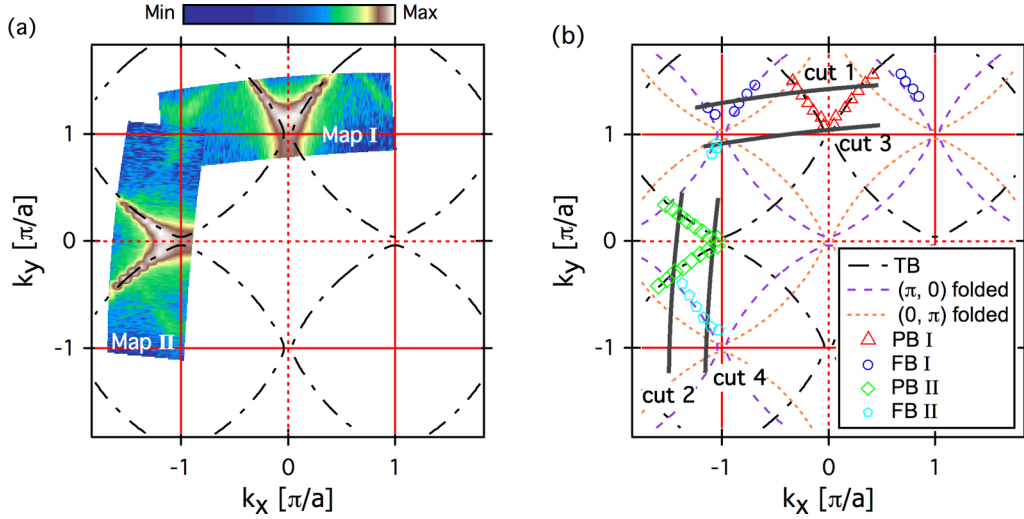 (a)
Min
Max
Map I
Map II
1
0
-1
-1
0
1
ky [π/a]
kx [π/a]
(b)
cut 1
cut 3
cut 2
cut 4
1
0
-1
-1
0
1
ky [π/a]
kx [π/a]
TB
(π, 0) folded
(0, π) folded
PB I
FB I
PB II
FB II